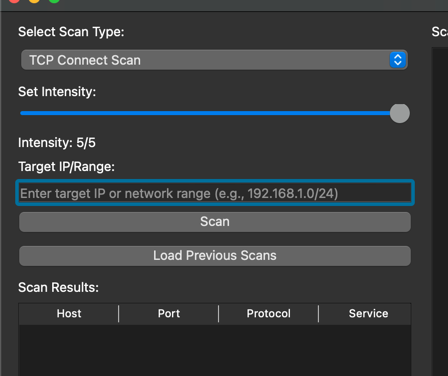 Select Scan Type:
TCP Connect Scan
Set Intensity:
Intensity: 5/5
Target IP/Range:
Enter target IP or network range (e.g., 192.168.1.0/24)
Scan
Load Previous Scans
Scan Results:
Host Port Protocol Service